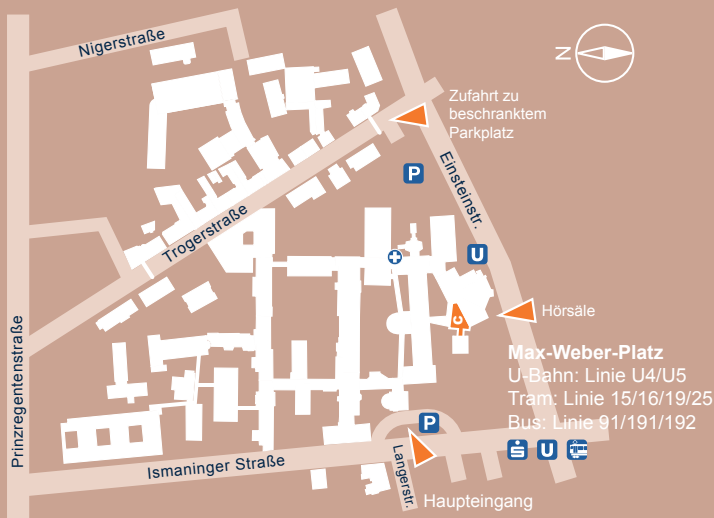 Nigerstraße
N
Zufahrt zu
beschranktem
Parkplatz
P
Einsteinstr.
Trogerstraße
U
C
Hörsäle
Prinzregentenstraße
Max-Weber-Platz
U-Bahn: Linie U4/U5
Tram: Linie 15/16/19/25
Bus: Linie 91/191/192
P
S U
Ismaninger Straße
Langerstr.
Haupteingang